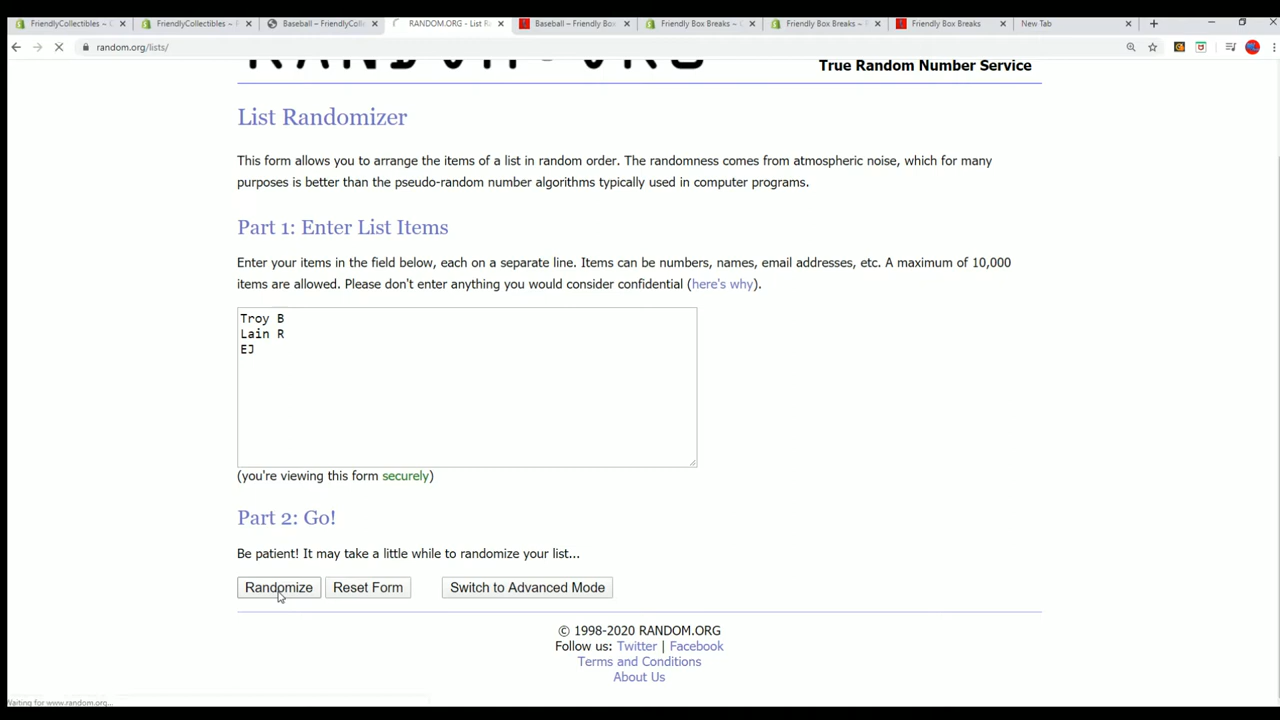 FriendlyCollectibles ~ C
FriendlyCollectibles ~ R
Baseball – FriendlyColle
RANDOM.ORG - List R
Baseball – Friendly Box
Friendly Box Breaks ~
Friendly Box Breaks ~
Friendly Box Breaks
New Tab
random.org/lists/
RANDOM.ORG
True Random Number Service
List Randomizer
This form allows you to arrange the items of a list in random order. The randomness comes from atmospheric noise, which for many
purposes is better than the pseudo-random number algorithms typically used in computer programs.
Part 1: Enter List Items
Enter your items in the field below, each on a separate line. Items can be numbers, names, email addresses, etc. A maximum of 10,000
items are allowed. Please don't enter anything you would consider confidential (here's why).
Troy B
Lain R
EJ
(you're viewing this form securely)
Part 2: Go!
Be patient! It may take a little while to randomize your list...
Randomize
Reset Form
Switch to Advanced Mode
© 1998-2020 RANDOM.ORG
Follow us: Twitter | Facebook
Terms and Conditions
About Us
Waiting for www.random.org...